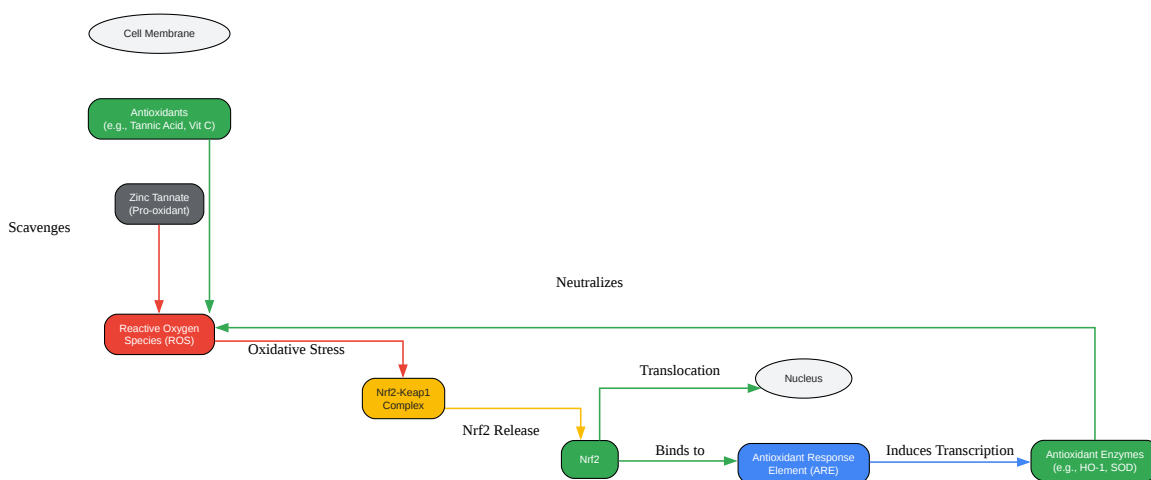 Cell Membrane
Antioxidants
(e.g., Tannic Acid, Vit C)
Zinc Tannate
(Pro-oxidant)
Scavenges
Neutralizes
Reactive Oxygen
Species (ROS)
Oxidative Stress
Translocation
Nucleus
Nrf2-Keap1
Complex
Nrf2 Release
Nrf2
Binds to
Antioxidant Response
Element (ARE)
Induces Transcription
Antioxidant Enzymes
(e.g., HO-1, SOD)